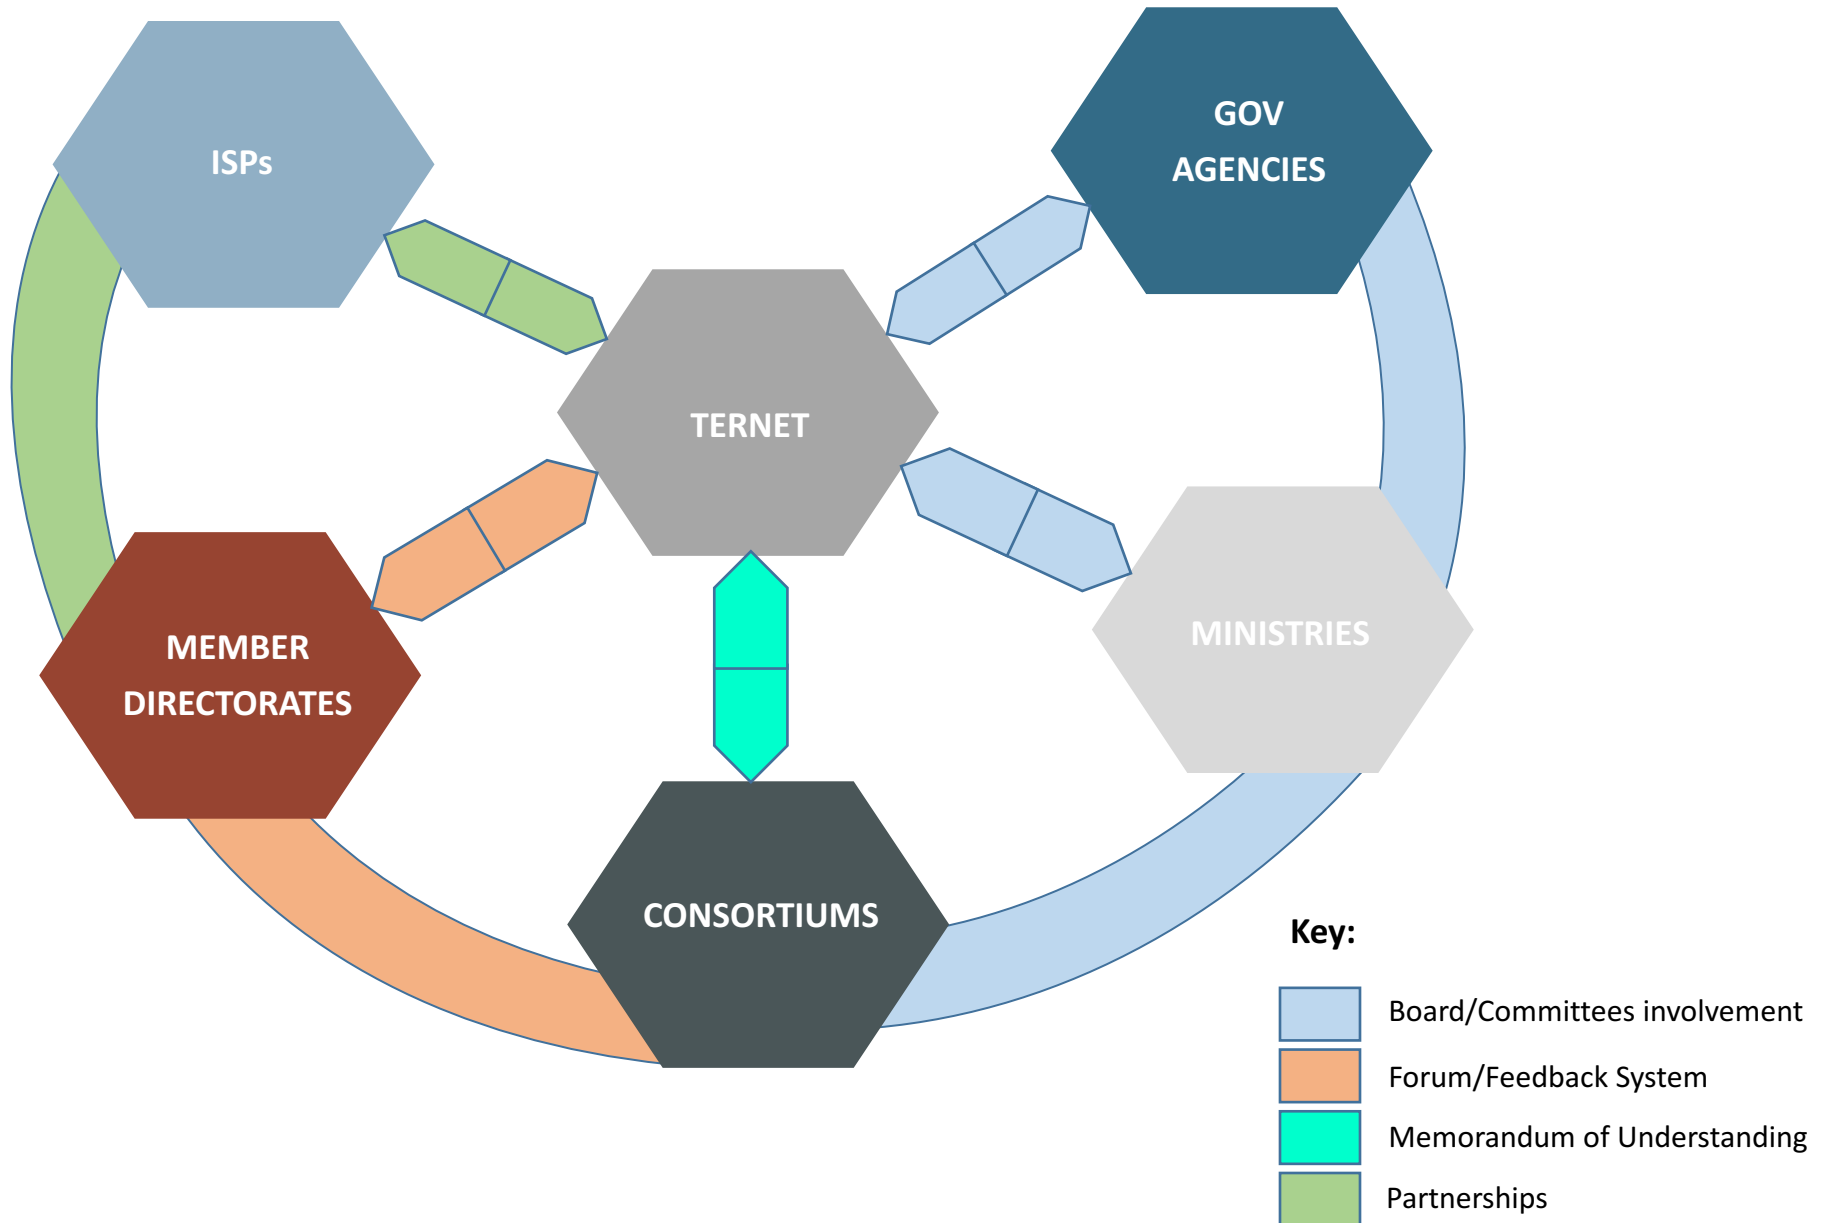 ISPs
GOV
AGENCIES
TERNET
MEMBER
DIRECTORATES
MINISTRIES
CONSORTIUMS
Key:
Board/Committees involvement
Forum/Feedback System
Memorandum of Understanding
Partnerships